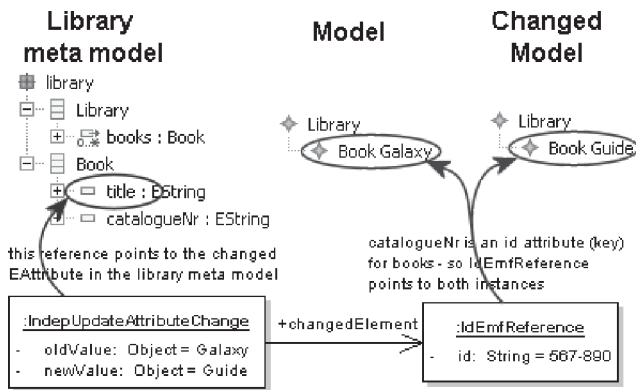 Library
meta model
Model
Changed
Model
library
Library
0..* books : Book
Book
title : EString
catalogueNr : EString
Library
Book Galaxy
Library
Book Guide
this reference points to the changed
EAttribute in the library meta model
catalogueNr is an id attribute (key)
for books - so IdEmfReference
points to both instances
:IndepUpdateAttributeChange
- oldValue: Object = Galaxy
- newValue: Object = Guide
+changedElement
:IdEmfReference
- id: String = 567-890